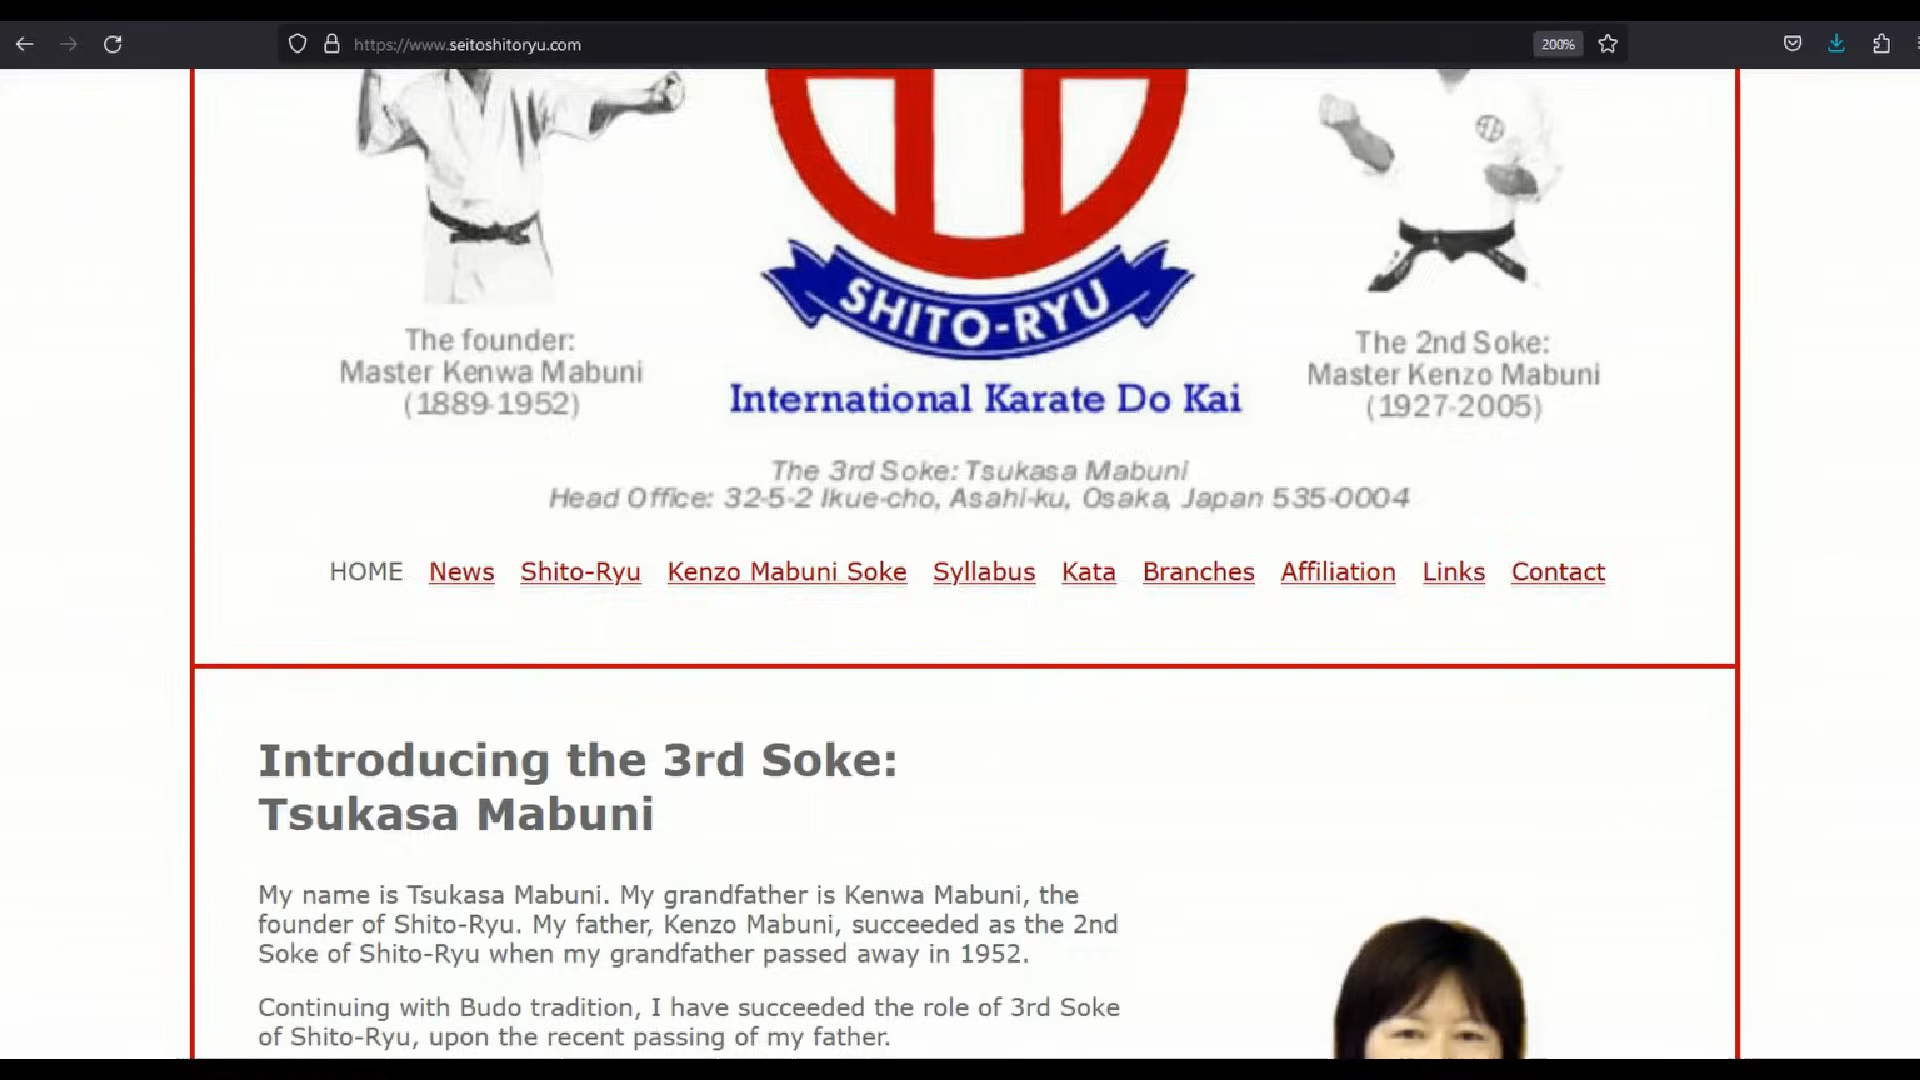 https://www.seitoshitoryu.com
200%
SHITO-RYU
The founder:
Master Kenwa Mabuni
(1889-1952)
International Karate Do Kai
The 2nd Soke:
Master Kenzo Mabuni
(1927-2005)
The 3rd Soke: Tsukasa Mabuni
Head Office: 32-5-2 Ikue-cho, Asahi-ku, Osaka, Japan 535-0004
HOME News Shito-Ryu Kenzo Mabuni Soke Syllabus Kata Branches Affiliation Links Contact
Introducing the 3rd Soke:
Tsukasa Mabuni
My name is Tsukasa Mabuni. My grandfather is Kenwa Mabuni, the
founder of Shito-Ryu. My father, Kenzo Mabuni, succeeded as the 2nd
Soke of Shito-Ryu when my grandfather passed away in 1952.
Continuing with Budo tradition, I have succeeded the role of 3rd Soke
of Shito-Ryu, upon the recent passing of my father.